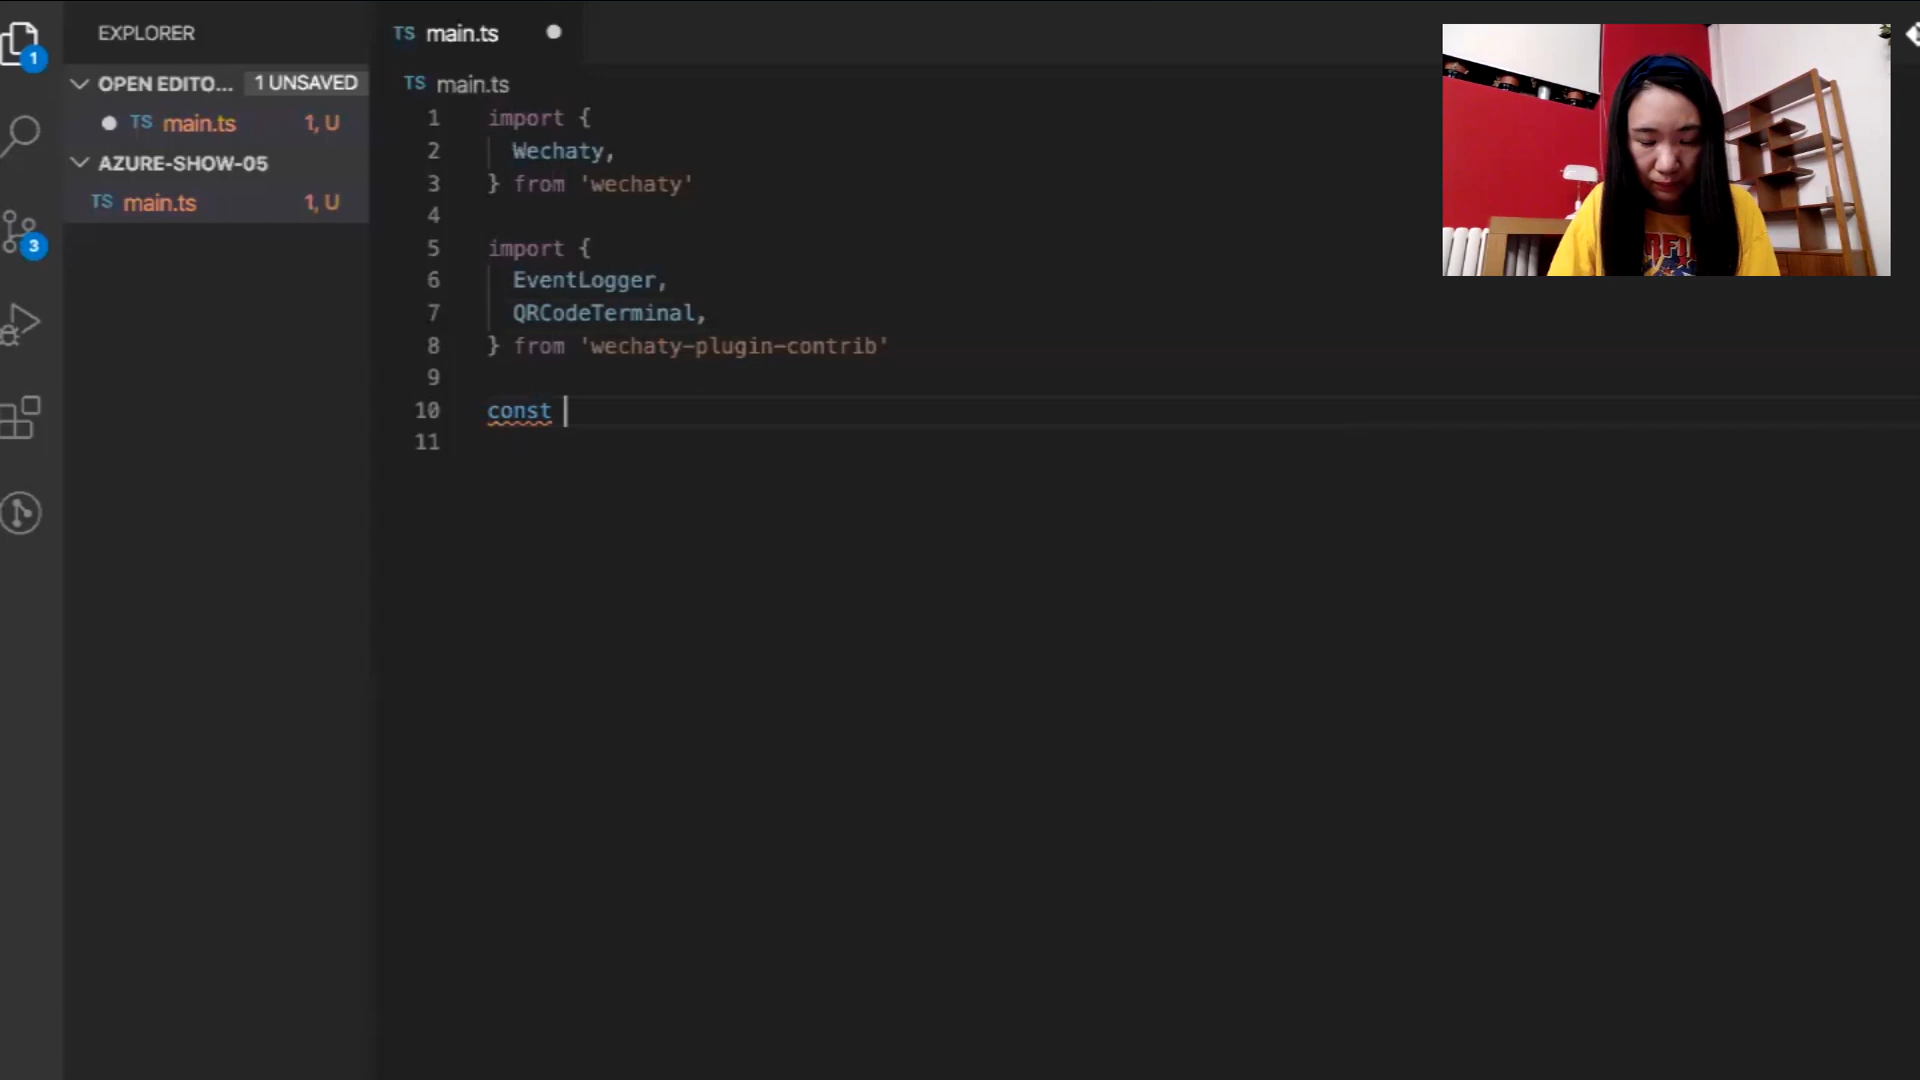 EXPLORER
TS main.ts
OPEN EDITO... 1 UNSAVED
TS main.ts 1, U
AZURE-SHOW-05
TS main.ts 1, U
1
3
TS main.ts
1 import {
2 Wechaty,
3 } from 'wechaty'
4
5 import {
6 EventLogger,
7 QRCodeTerminal,
8 } from 'wechaty-plugin-contrib'
9
10 const
11